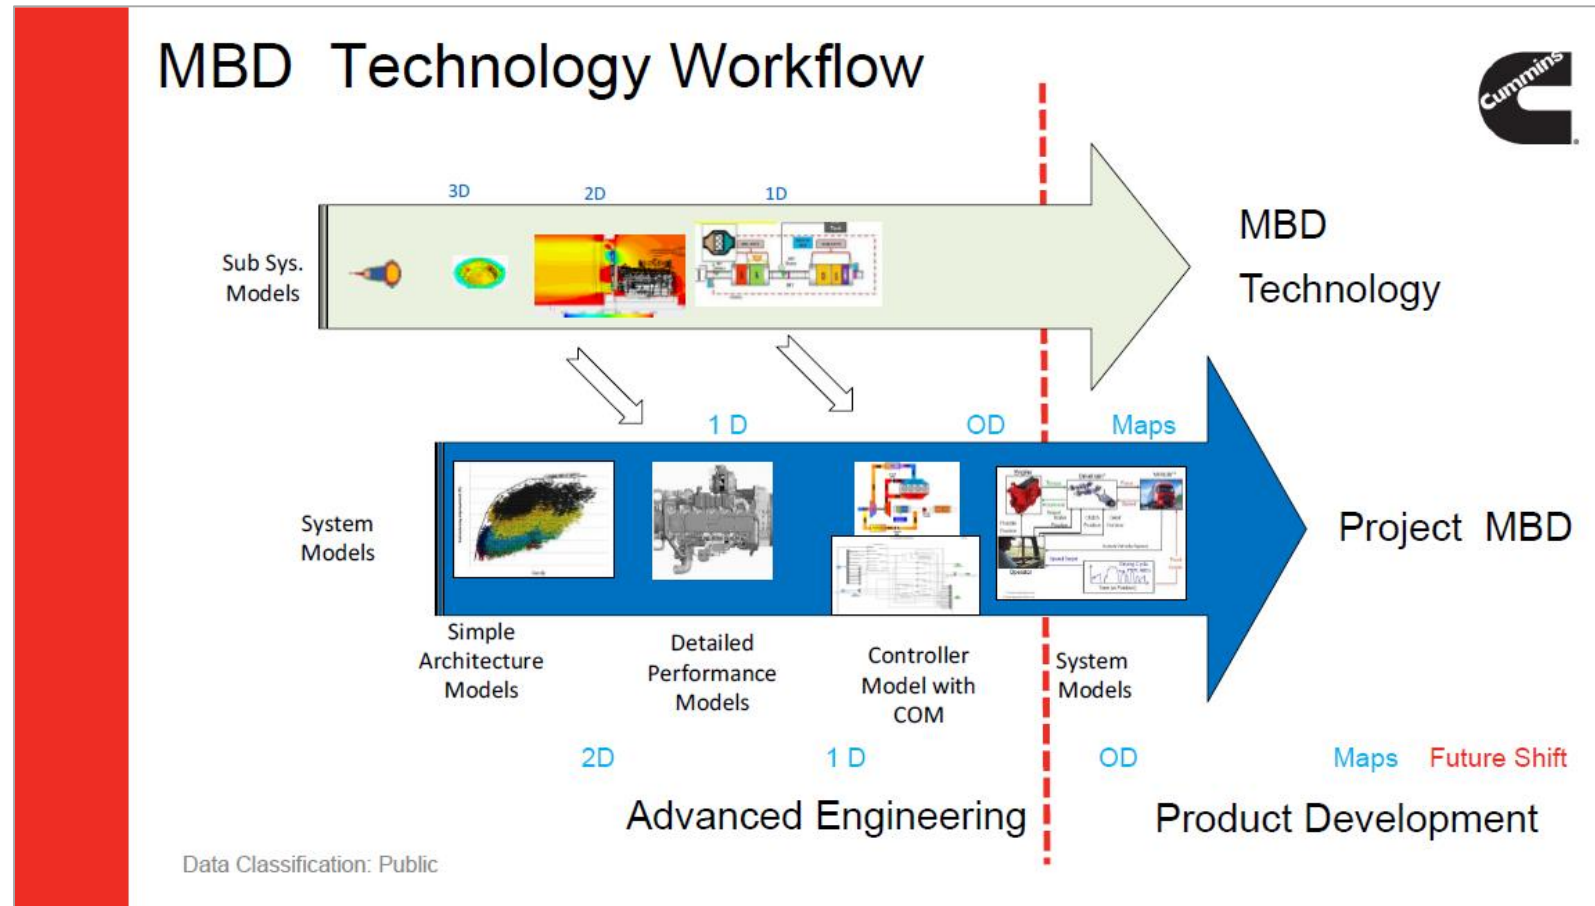 MBD Technology Workflow
Cummins
3D
2D
1D
Sub Sys.
Models
MBD
Technology
1 D
OD
Maps
System
Models
Engine
Operator
Project MBD
Simple
Architecture
Models
Detailed
Performance
Models
Controller
Model with
COM
System
Models
2D
1 D
OD
Maps
Future Shift
Advanced Engineering
Product Development
Data Classification: Public